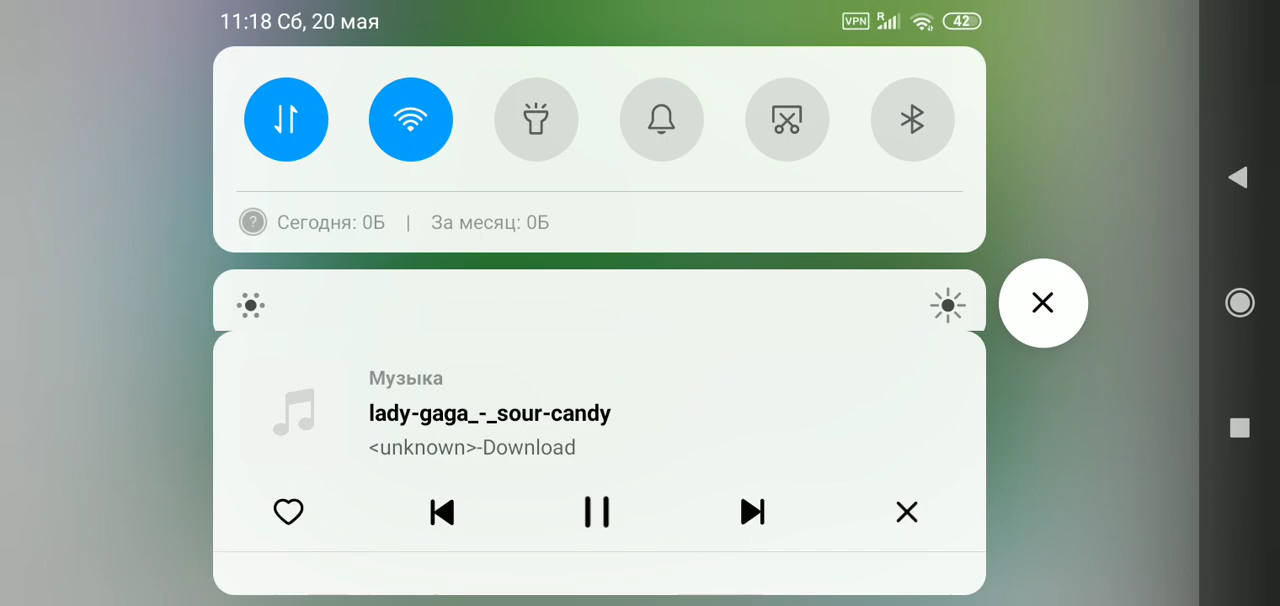 11:18 Сб, 20 мая
VPN R 42
Сегодня: 0Б | За месяц: 0Б
Музыка
lady-gaga_-_sour-candy
<unknown>-Download